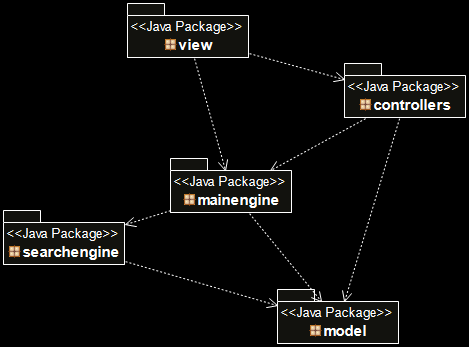 <<Java Package>>
view
<<Java Package>>
controllers
<<Java Package>>
mainengine
<<Java Package>>
searchengine
<<Java Package>>
model